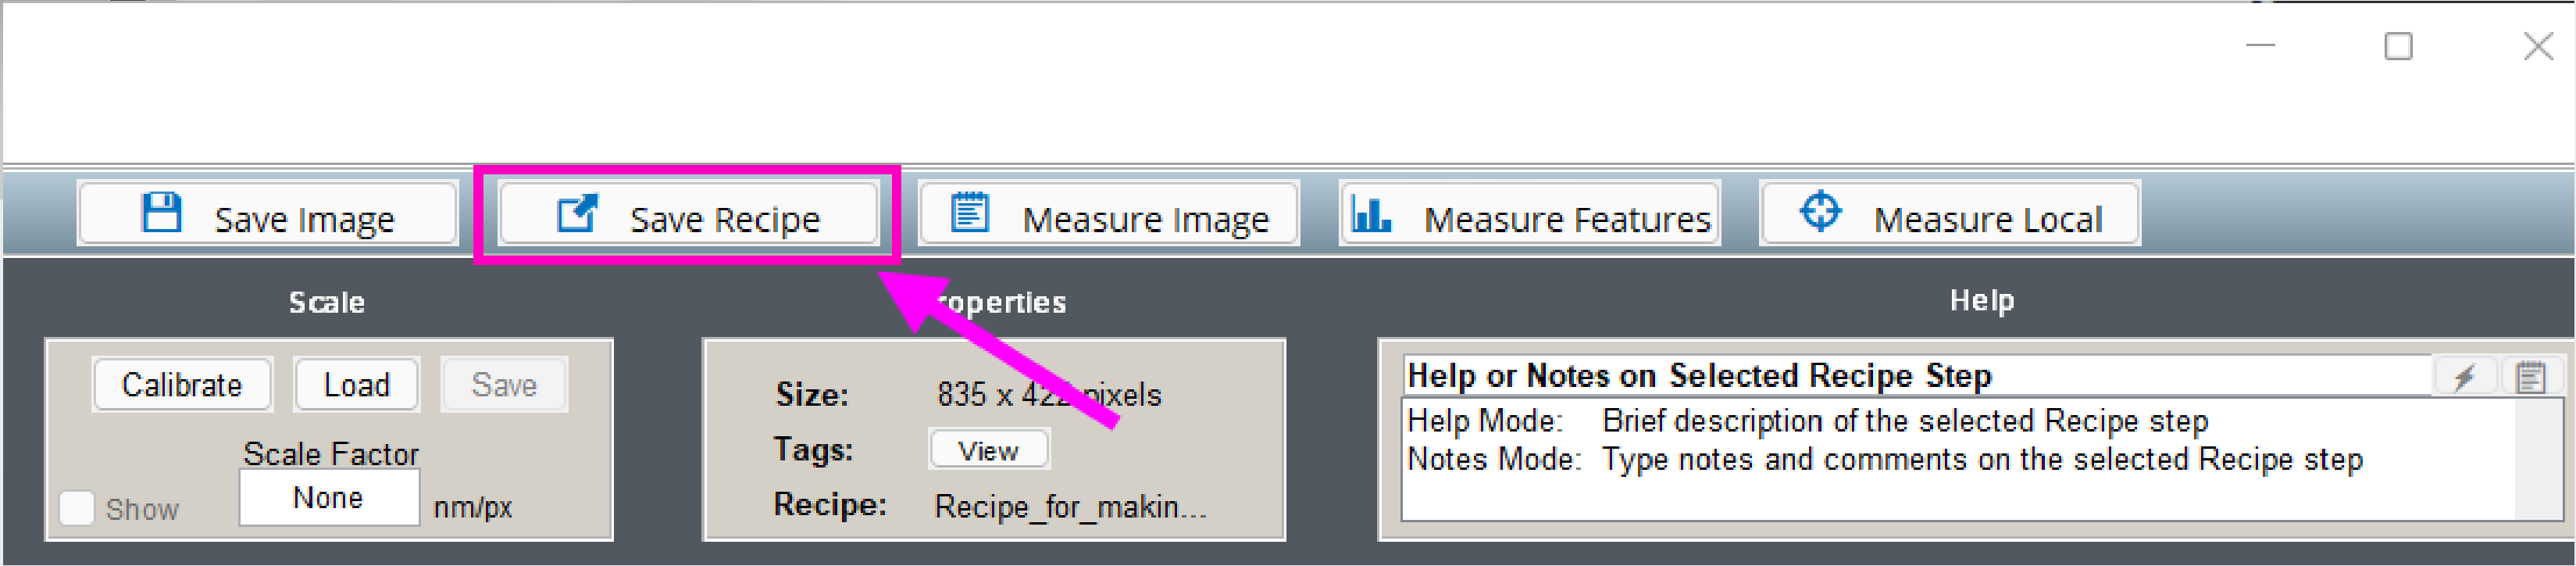 Save Image
Save Recipe
Measure Image
Measure Features
Measure Local
Scale
roperties
Help
Calibrate
Load
Save
Scale Factor
Show
None
nm/px
Size: 835 x 422 pixels
Tags: View
Recipe: Recipe_for_makin...
Help or Notes on Selected Recipe Step
Help Mode: Brief description of the selected Recipe step
Notes Mode: Type notes and comments on the selected Recipe step